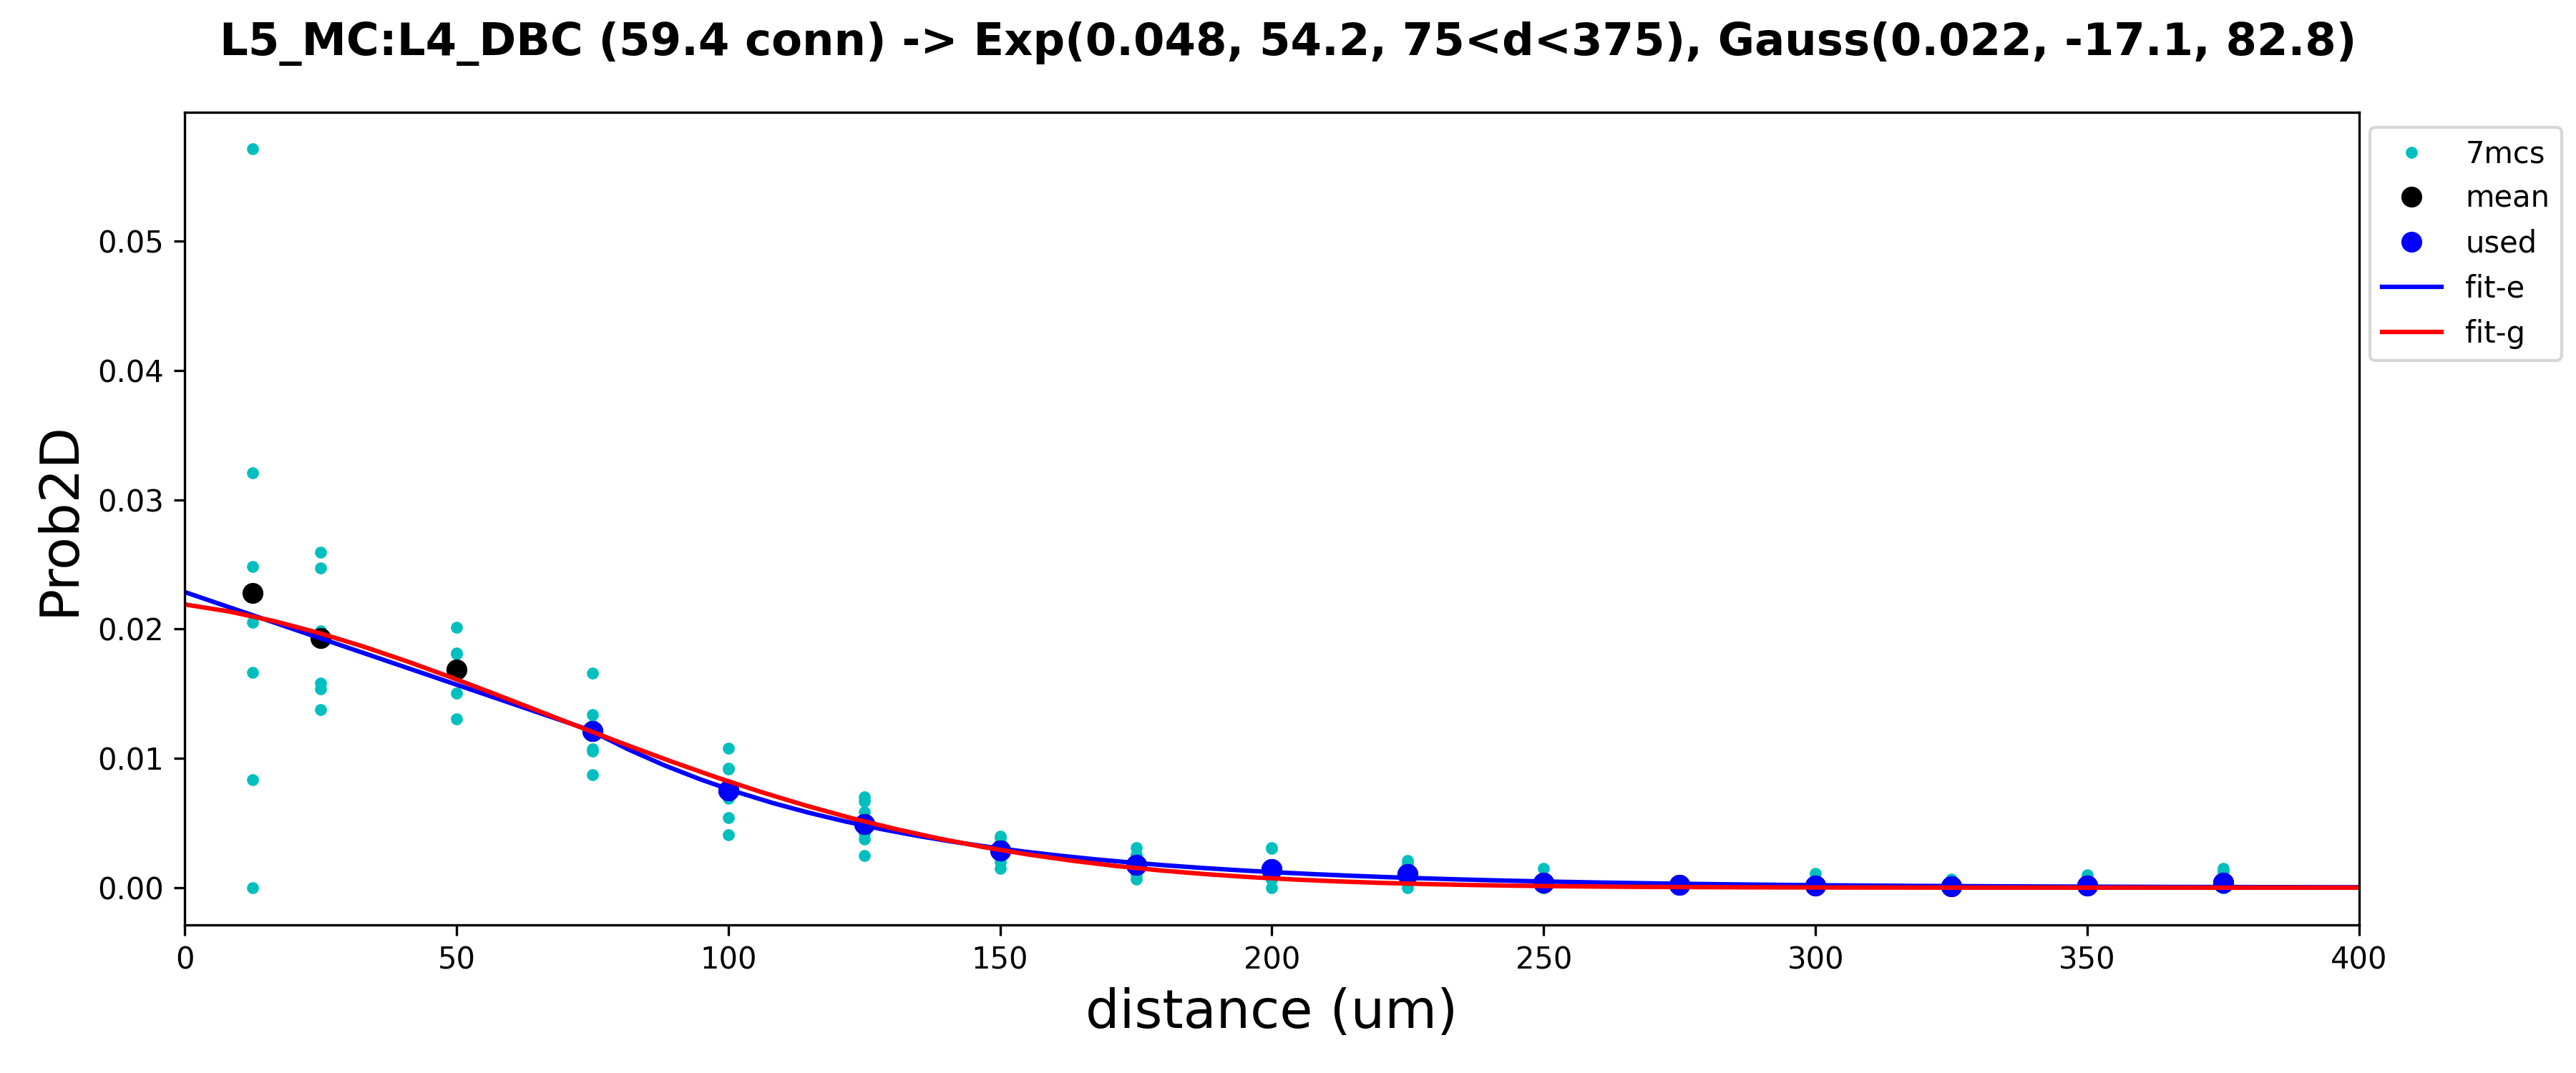 L5_MC:L4_DBC (59.4 conn) -> Exp(0.048, 54.2, 75<d<375), Gauss(0.022, -17.1, 82.8)
7mcs
mean
used
fit-e
fit-g
Prob2D
0.05
0.04
0.03
0.02
0.01
0.00
0 50 100 150 200 250 300 350 400
distance (um)